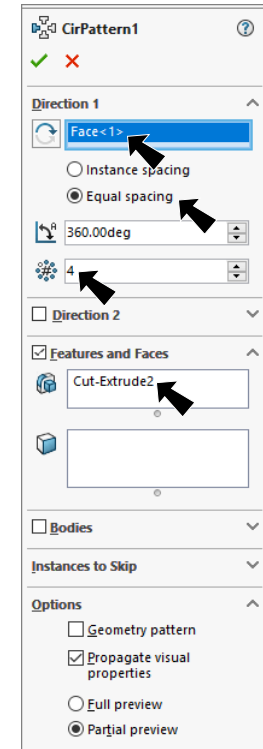 CirPattern1
Direction 1
Face<1>
Instance spacing
Equal spacing
360.00deg
4
Direction 2
Features and Faces
Cut-Extrude2
Bodies
Instances to Skip
Options
Geometry pattern
Propagate visual
properties
Full preview
Partial preview